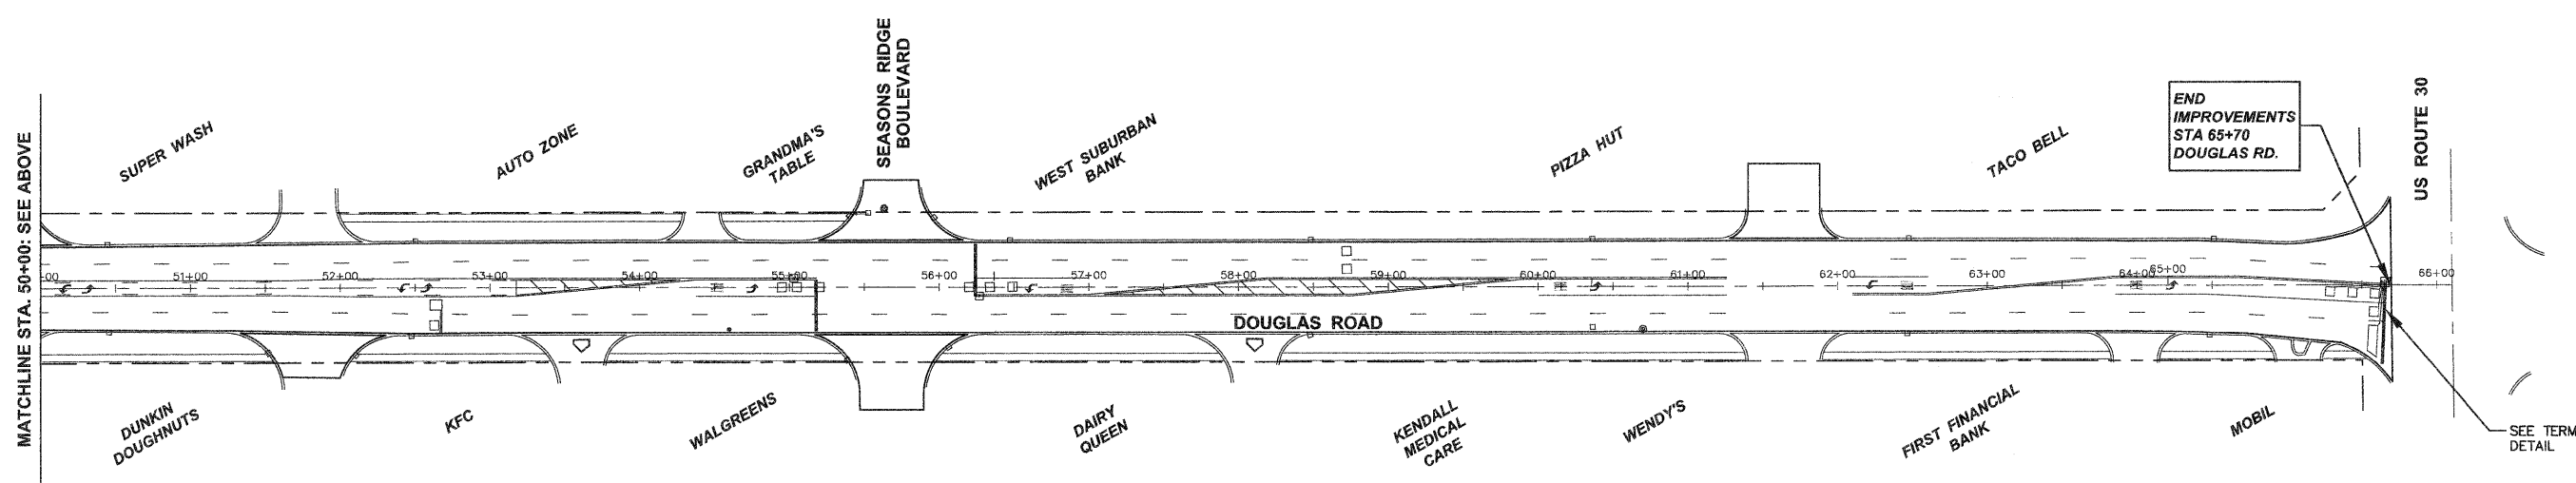 MATCHLINE STA. 50+00: SEE ABOVE
SUPER WASH
AUTO ZONE
GRANDMA'S
TABLE
SEASONS RIDGE
BOULEVARD
WEST SUBURBAN
BANK
PIZZA HUT
TACO BELL
END
IMPROVEMENTS
STA 65+70
DOUGLAS RD.
US ROUTE 30
00
51+00
52+00
53+00
54+00
55+00
56+00
57+00
58+00
59+00
60+00
61+00
62+00
63+00
64+00
65+00
66+00
DOUGLAS ROAD
DUNKIN
DOUGHNUTS
KFC
WALGREENS
DAIRY
QUEEN
KENDALL
MEDICAL
CARE
WENDY'S
FIRST FINANCIAL
BANK
MOBIL
SEE TERM
DETAIL